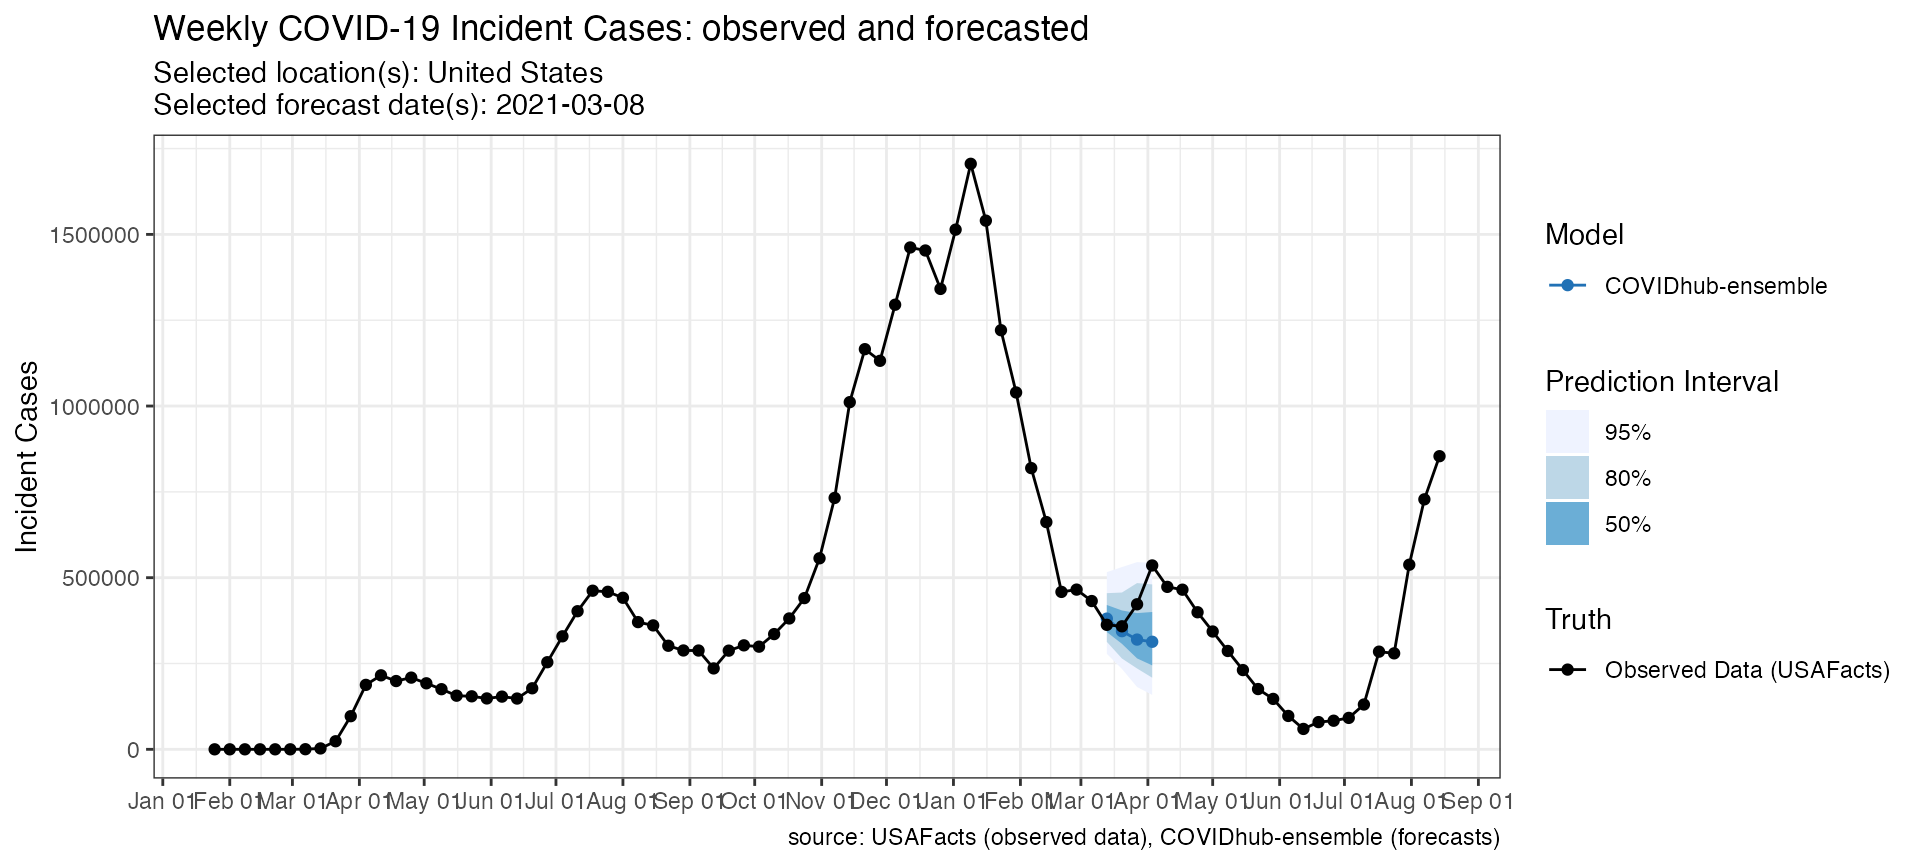 Weekly COVID-19 Incident Cases: observed and forecasted
Selected location(s): United States
Selected forecast date(s): 2021-03-08
Incident Cases
1500000
1000000
500000
0
Jan 01 Feb 01 Mar 01 Apr 01 May 01 Jun 01 Jul 01 Aug 01 Sep 01 Oct 01 Nov 01 Dec 01 Jan 01 Feb 01 Mar 01 Apr 01 May 01 Jun 01 Jul 01 Aug 01 Sep 01
source: USAFacts (observed data), COVIDhub-ensemble (forecasts)
Model
COVIDhub-ensemble
Prediction Interval
95%
80%
50%
Truth
Observed Data (USAFacts)